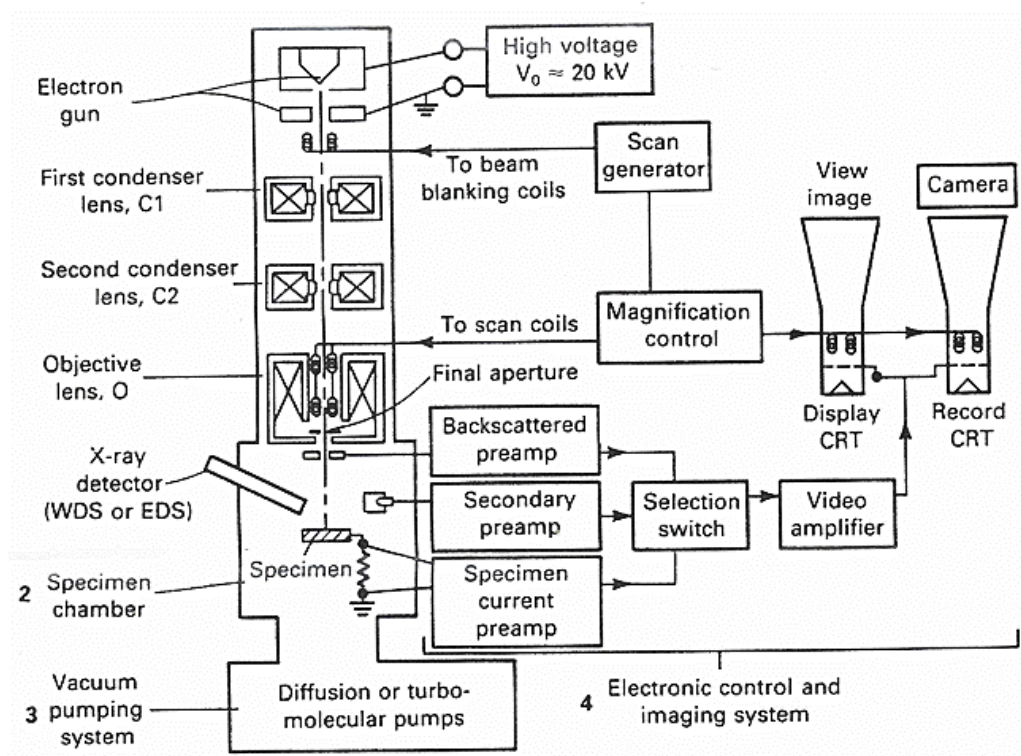 High voltage
V₀ ≈ 20 kV
Electron
gun
Scan
generator
To beam
blanking coils
View
image
Camera
First condenser
lens, C1
Second condenser
lens, C2
Magnification
control
To scan coils
Objective
lens, O
Final aperture
Display
CRT
Record
CRT
Backscattered
preamp
X-ray
detector
(WDS or EDS)
Secondary
preamp
Selection
switch
Video
amplifier
Specimen
Specimen
current
preamp
2 Specimen
chamber
Vacuum
3 pumping
system
Diffusion or turbo-
molecular pumps
4 Electronic control and
imaging system